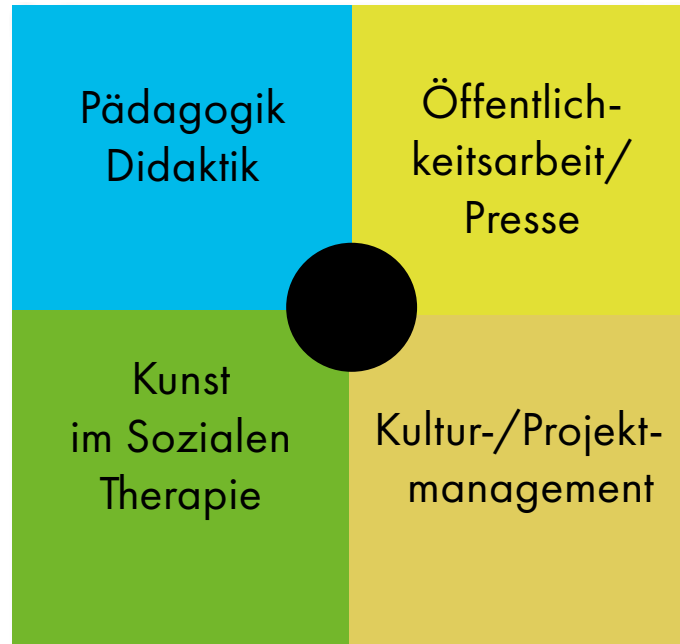 Pädagogik
Didaktik
Öffentlich-
keitsarbeit/
Presse
Kunst
im Sozialen
Therapie
Kultur-/Projekt-
management